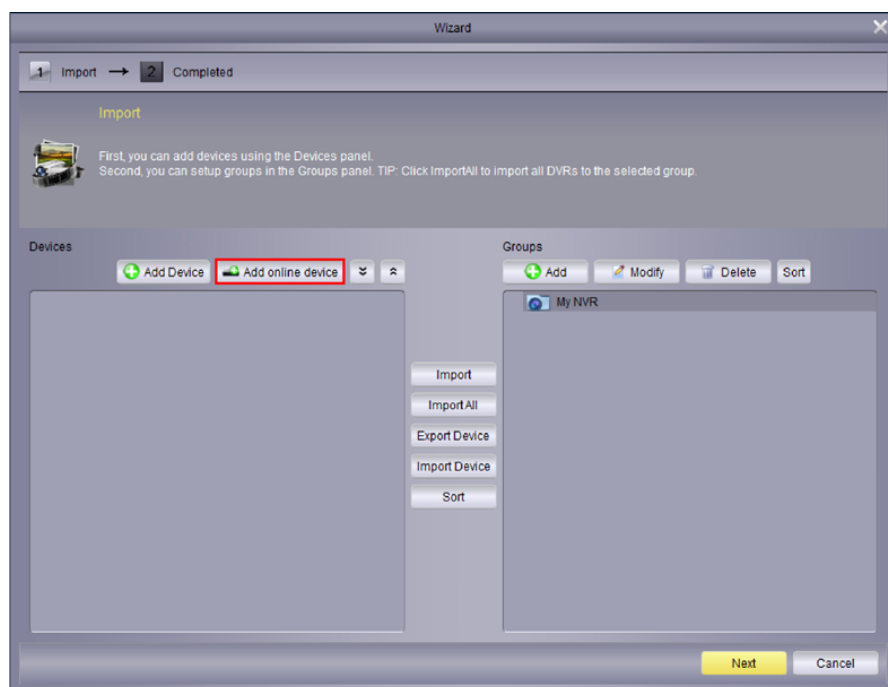 Wizard
1 Import → 2 Completed
Import
First, you can add devices using the Devices panel.
Second, you can setup groups in the Groups panel. TIP: Click ImportAll to import all DVRs to the selected group.
Devices
Groups
Add Device Add online device
Add Modify Delete Sort
My NVR
Import
Import All
Export Device
Import Device
Sort
Next Cancel